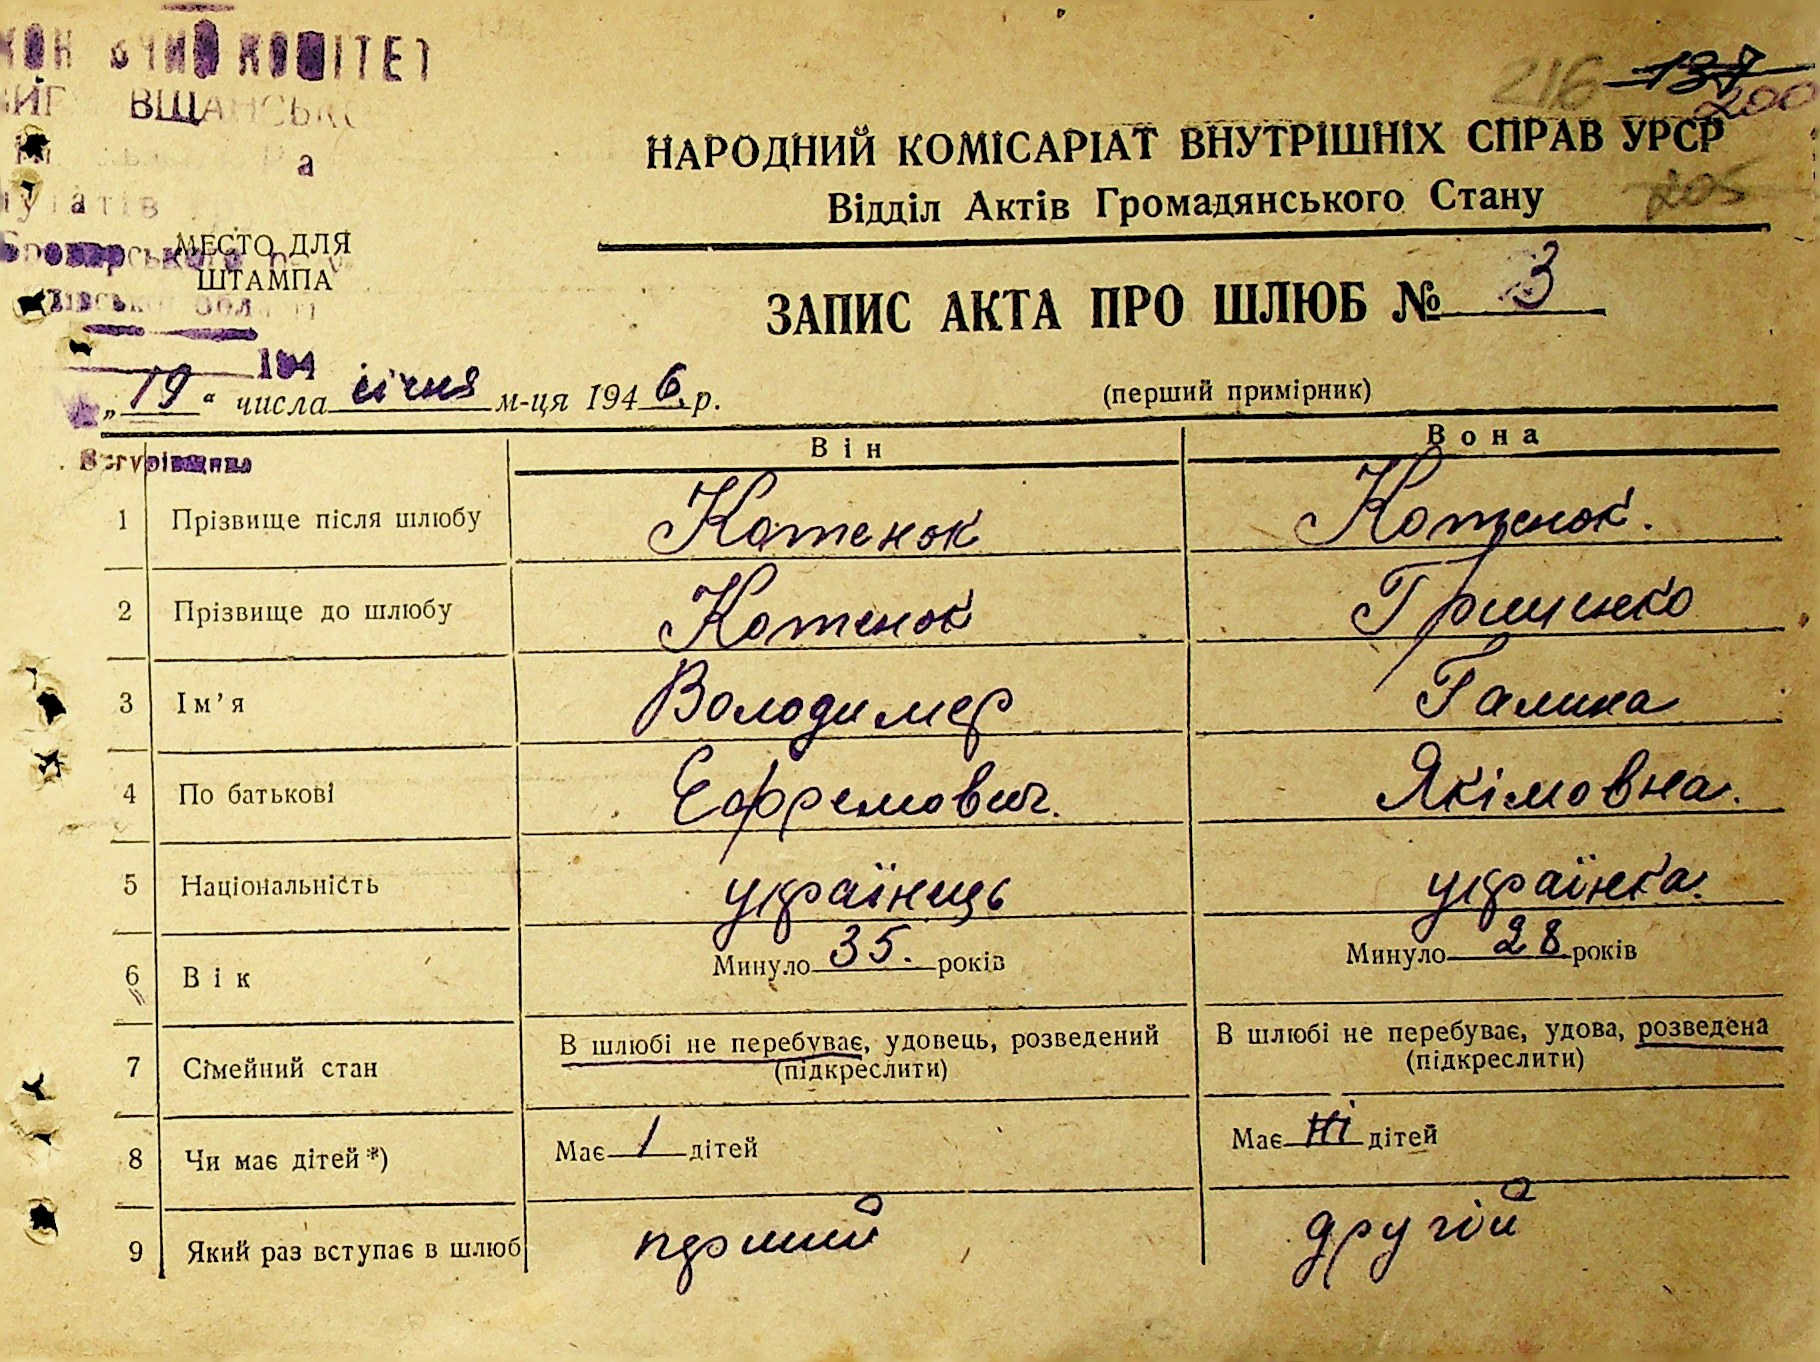 КОМІТЕТ
216 137 200
НАРОДНИЙ КОМІСАРІАТ ВНУТРІШНІХ СПРАВ УРСР
Відділ Актів Громадянського Стану
205
МЕСТО ДЛЯ
ШТАМПА
ЗАПИС АКТА ПРО ШЛЮБ № 3
194
„19“ числа січня м-ця 1946 р.
(перший примірник)
Він Вона
1 Прізвище після шлюбу Котенок Котенок.
2 Прізвище до шлюбу Котенок Гриценко
3 Ім'я Володимер Галина
4 По батькові Єфремович. Якімовна.
5 Національність українець українка.
6 Вік Минуло 35. років Минуло 28 років
7 Сімейний стан В шлюбі не перебуває, удовець, розведений В шлюбі не перебуває, удова, розведена
(підкреслити) (підкреслити)
8 Чи має дітей *) Має 1 дітей Має ні дітей
9 Який раз вступає в шлюб перший другий